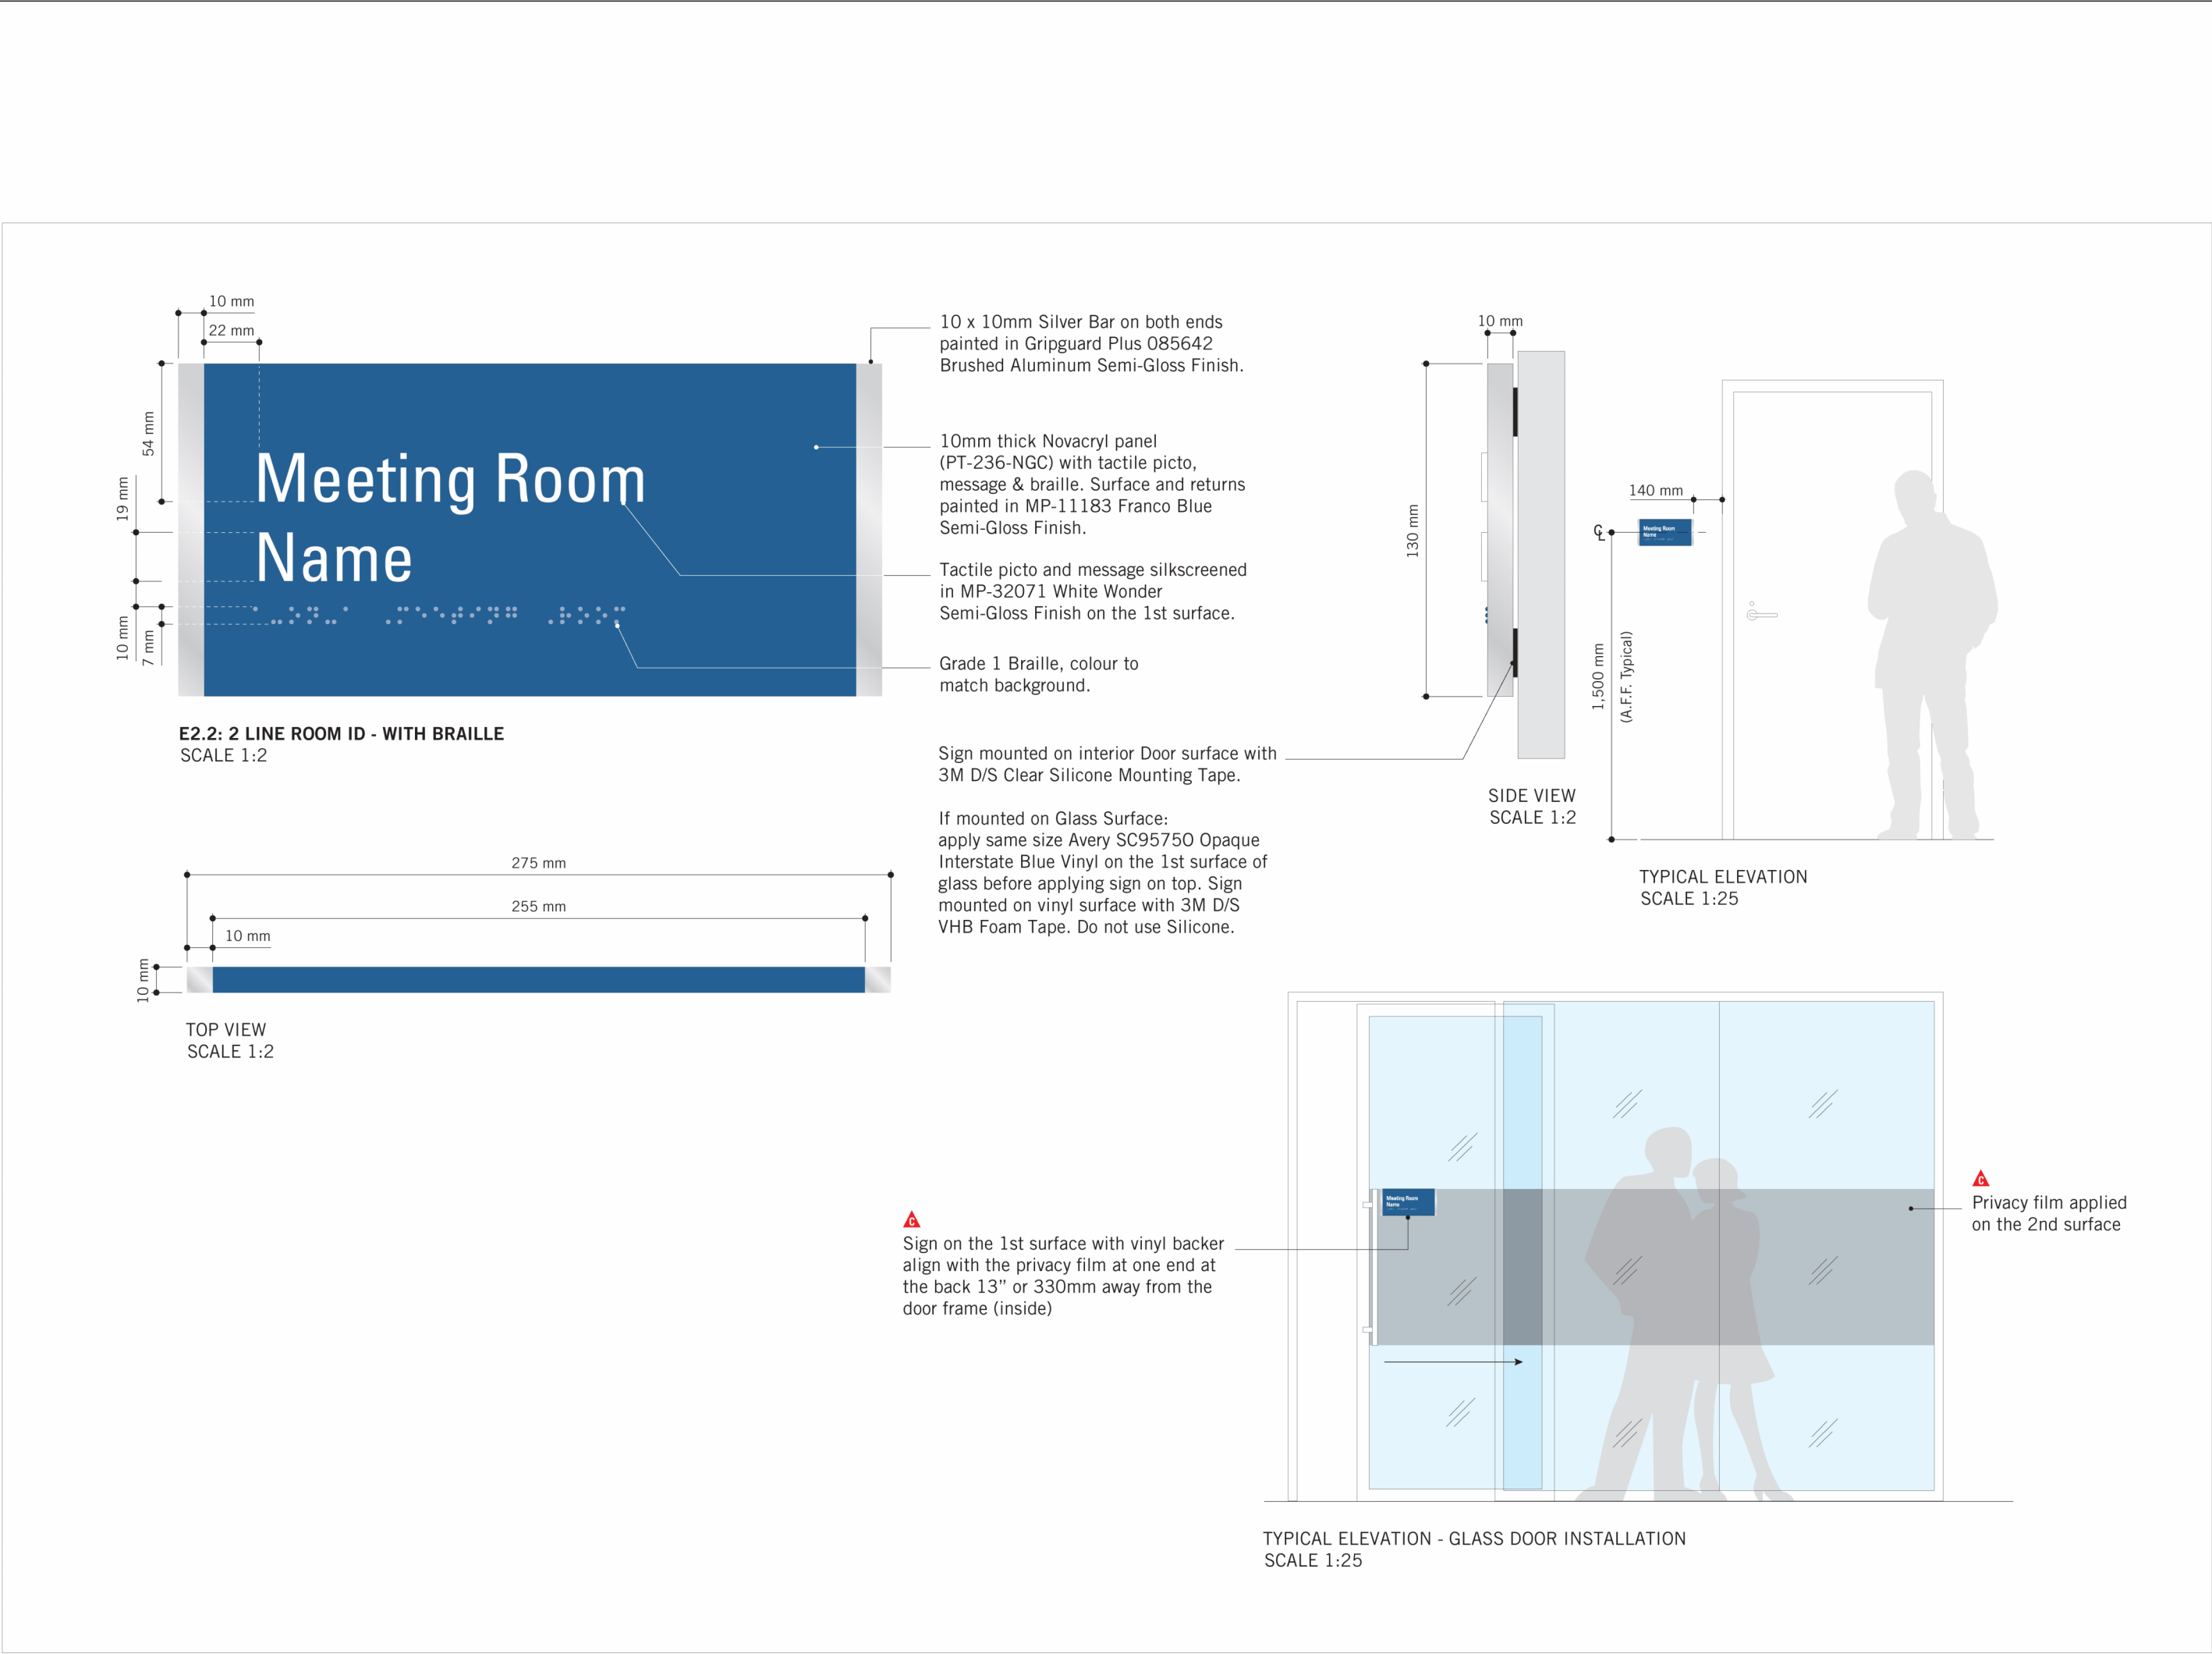 10 mm
22 mm
54 mm
19 mm
10 mm
7 mm
Meeting Room
Name
E2.2: 2 LINE ROOM ID - WITH BRAILLE
SCALE 1:2
10 x 10mm Silver Bar on both ends
painted in Gripguard Plus 085642
Brushed Aluminum Semi-Gloss Finish.
10mm thick Novacryl panel
(PT-236-NGC) with tactile picto,
message & braille. Surface and returns
painted in MP-11183 Franco Blue
Semi-Gloss Finish.
Tactile picto and message silkscreened
in MP-32071 White Wonder
Semi-Gloss Finish on the 1st surface.
Grade 1 Braille, colour to
match background.
Sign mounted on interior Door surface with
3M D/S Clear Silicone Mounting Tape.
If mounted on Glass Surface:
apply same size Avery SC95750 Opaque
Interstate Blue Vinyl on the 1st surface of
glass before applying sign on top. Sign
mounted on vinyl surface with 3M D/S
VHB Foam Tape. Do not use Silicone.
10 mm
130 mm
SIDE VIEW
SCALE 1:2
140 mm
CL
Meeting Room
Name
1,500 mm
(A.F.F. Typical)
TYPICAL ELEVATION
SCALE 1:25
275 mm
255 mm
10 mm
10 mm
TOP VIEW
SCALE 1:2
C
Sign on the 1st surface with vinyl backer
align with the privacy film at one end at
the back 13” or 330mm away from the
door frame (inside)
Meeting Room
Name
C
Privacy film applied
on the 2nd surface
TYPICAL ELEVATION - GLASS DOOR INSTALLATION
SCALE 1:25